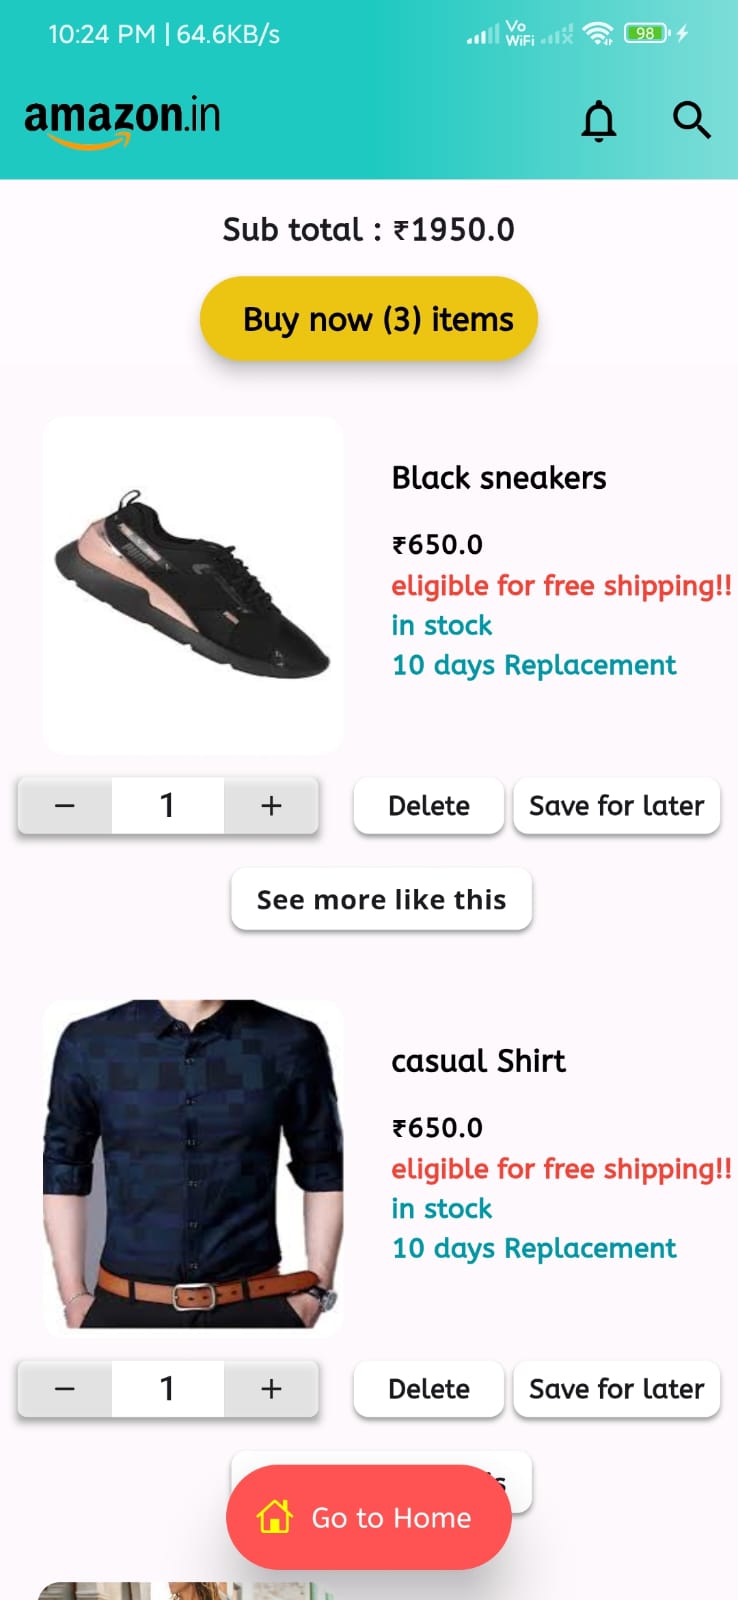 10:24 PM | 64.6KB/s
Vo
WiFi
98
amazon.in
Sub total : ₹1950.0
Buy now (3) items
Black sneakers
₹650.0
eligible for free shipping!!
in stock
10 days Replacement
− 1 + Delete Save for later
See more like this
casual Shirt
₹650.0
eligible for free shipping!!
in stock
10 days Replacement
− 1 + Delete Save for later
Go to Home